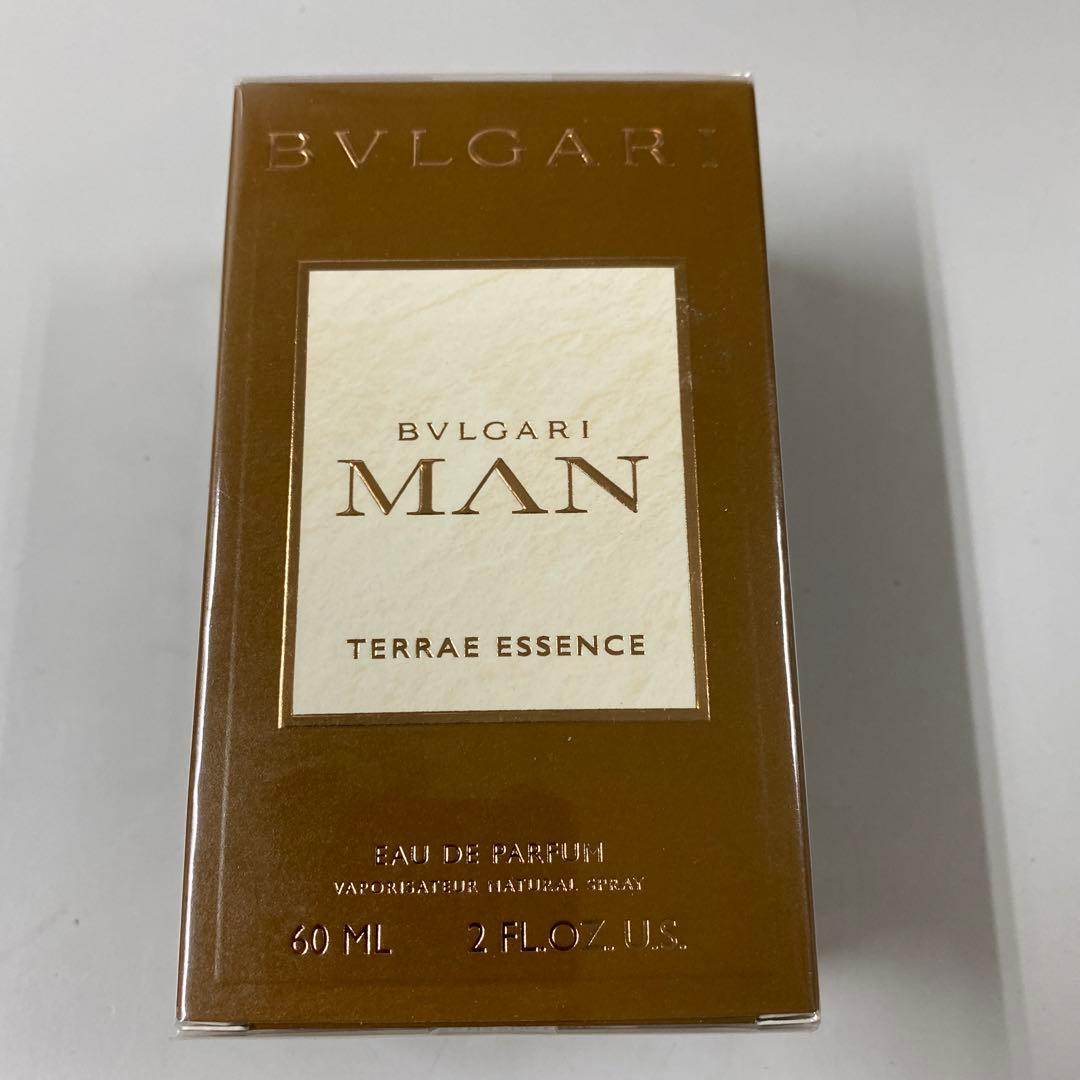 BVLGARI
BVLGARI
MAN
TERRAE ESSENCE
EAU DE PARFUM
VAPORISATEUR NATURAL SPRAY
60 ML 2 FL.OZ. U.S.